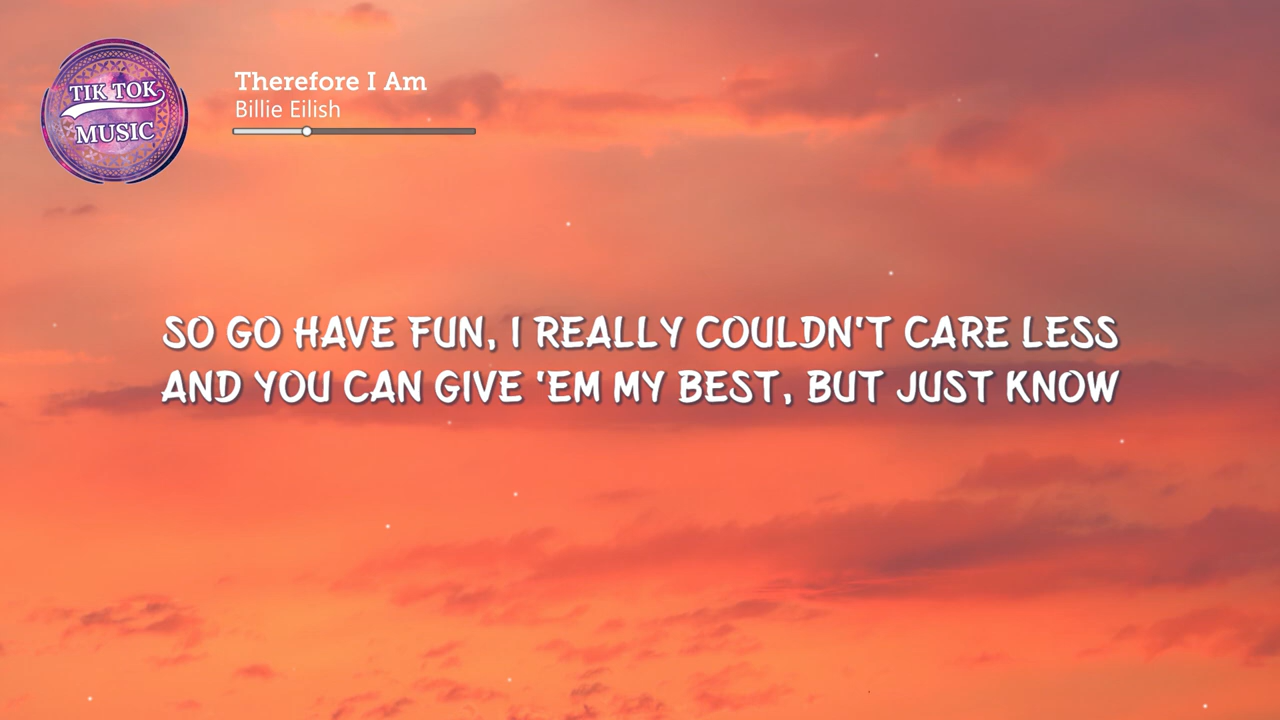 TIK TOK
MUSIC
Therefore I Am
Billie Eilish
SO GO HAVE FUN, I REALLY COULDN'T CARE LESS
AND YOU CAN GIVE 'EM MY BEST, BUT JUST KNOW